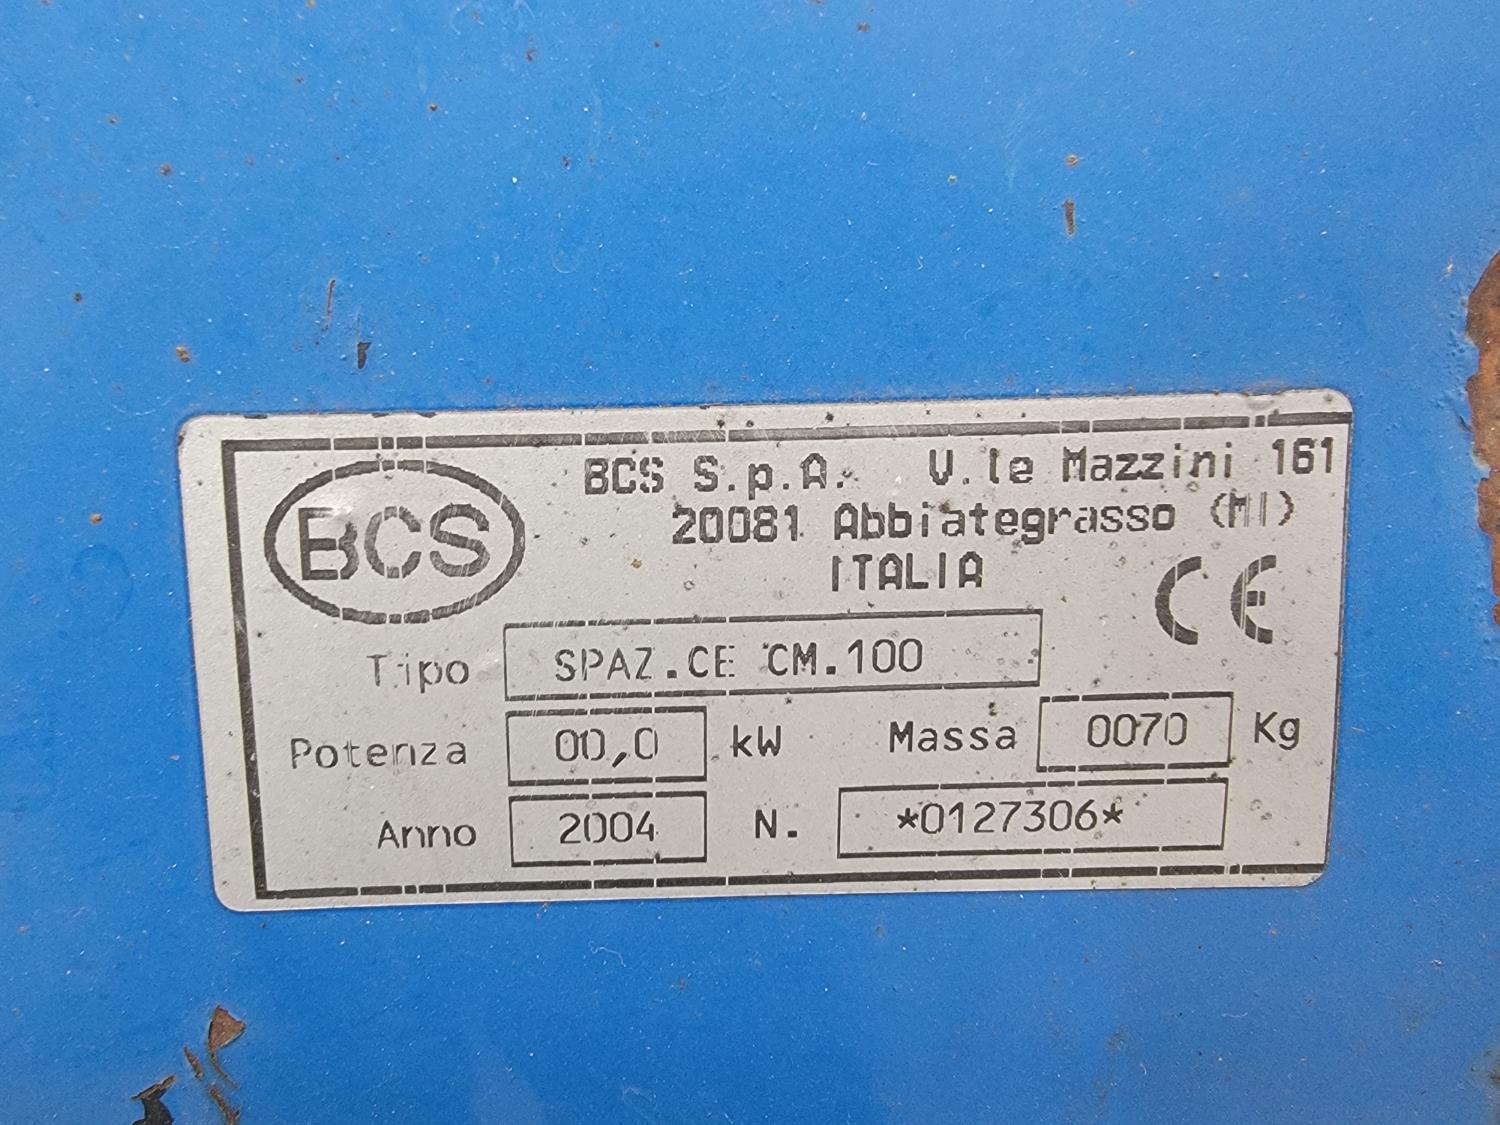 BCS
BCS S.p.A. V.le Mazzini 161
20081 Abbiategrasso (MI)
ITALIA
CE
Tipo SPAZ.CE CM.100
Potenza 00,0 kW Massa 0070 Kg
Anno 2004 N. *0127306*